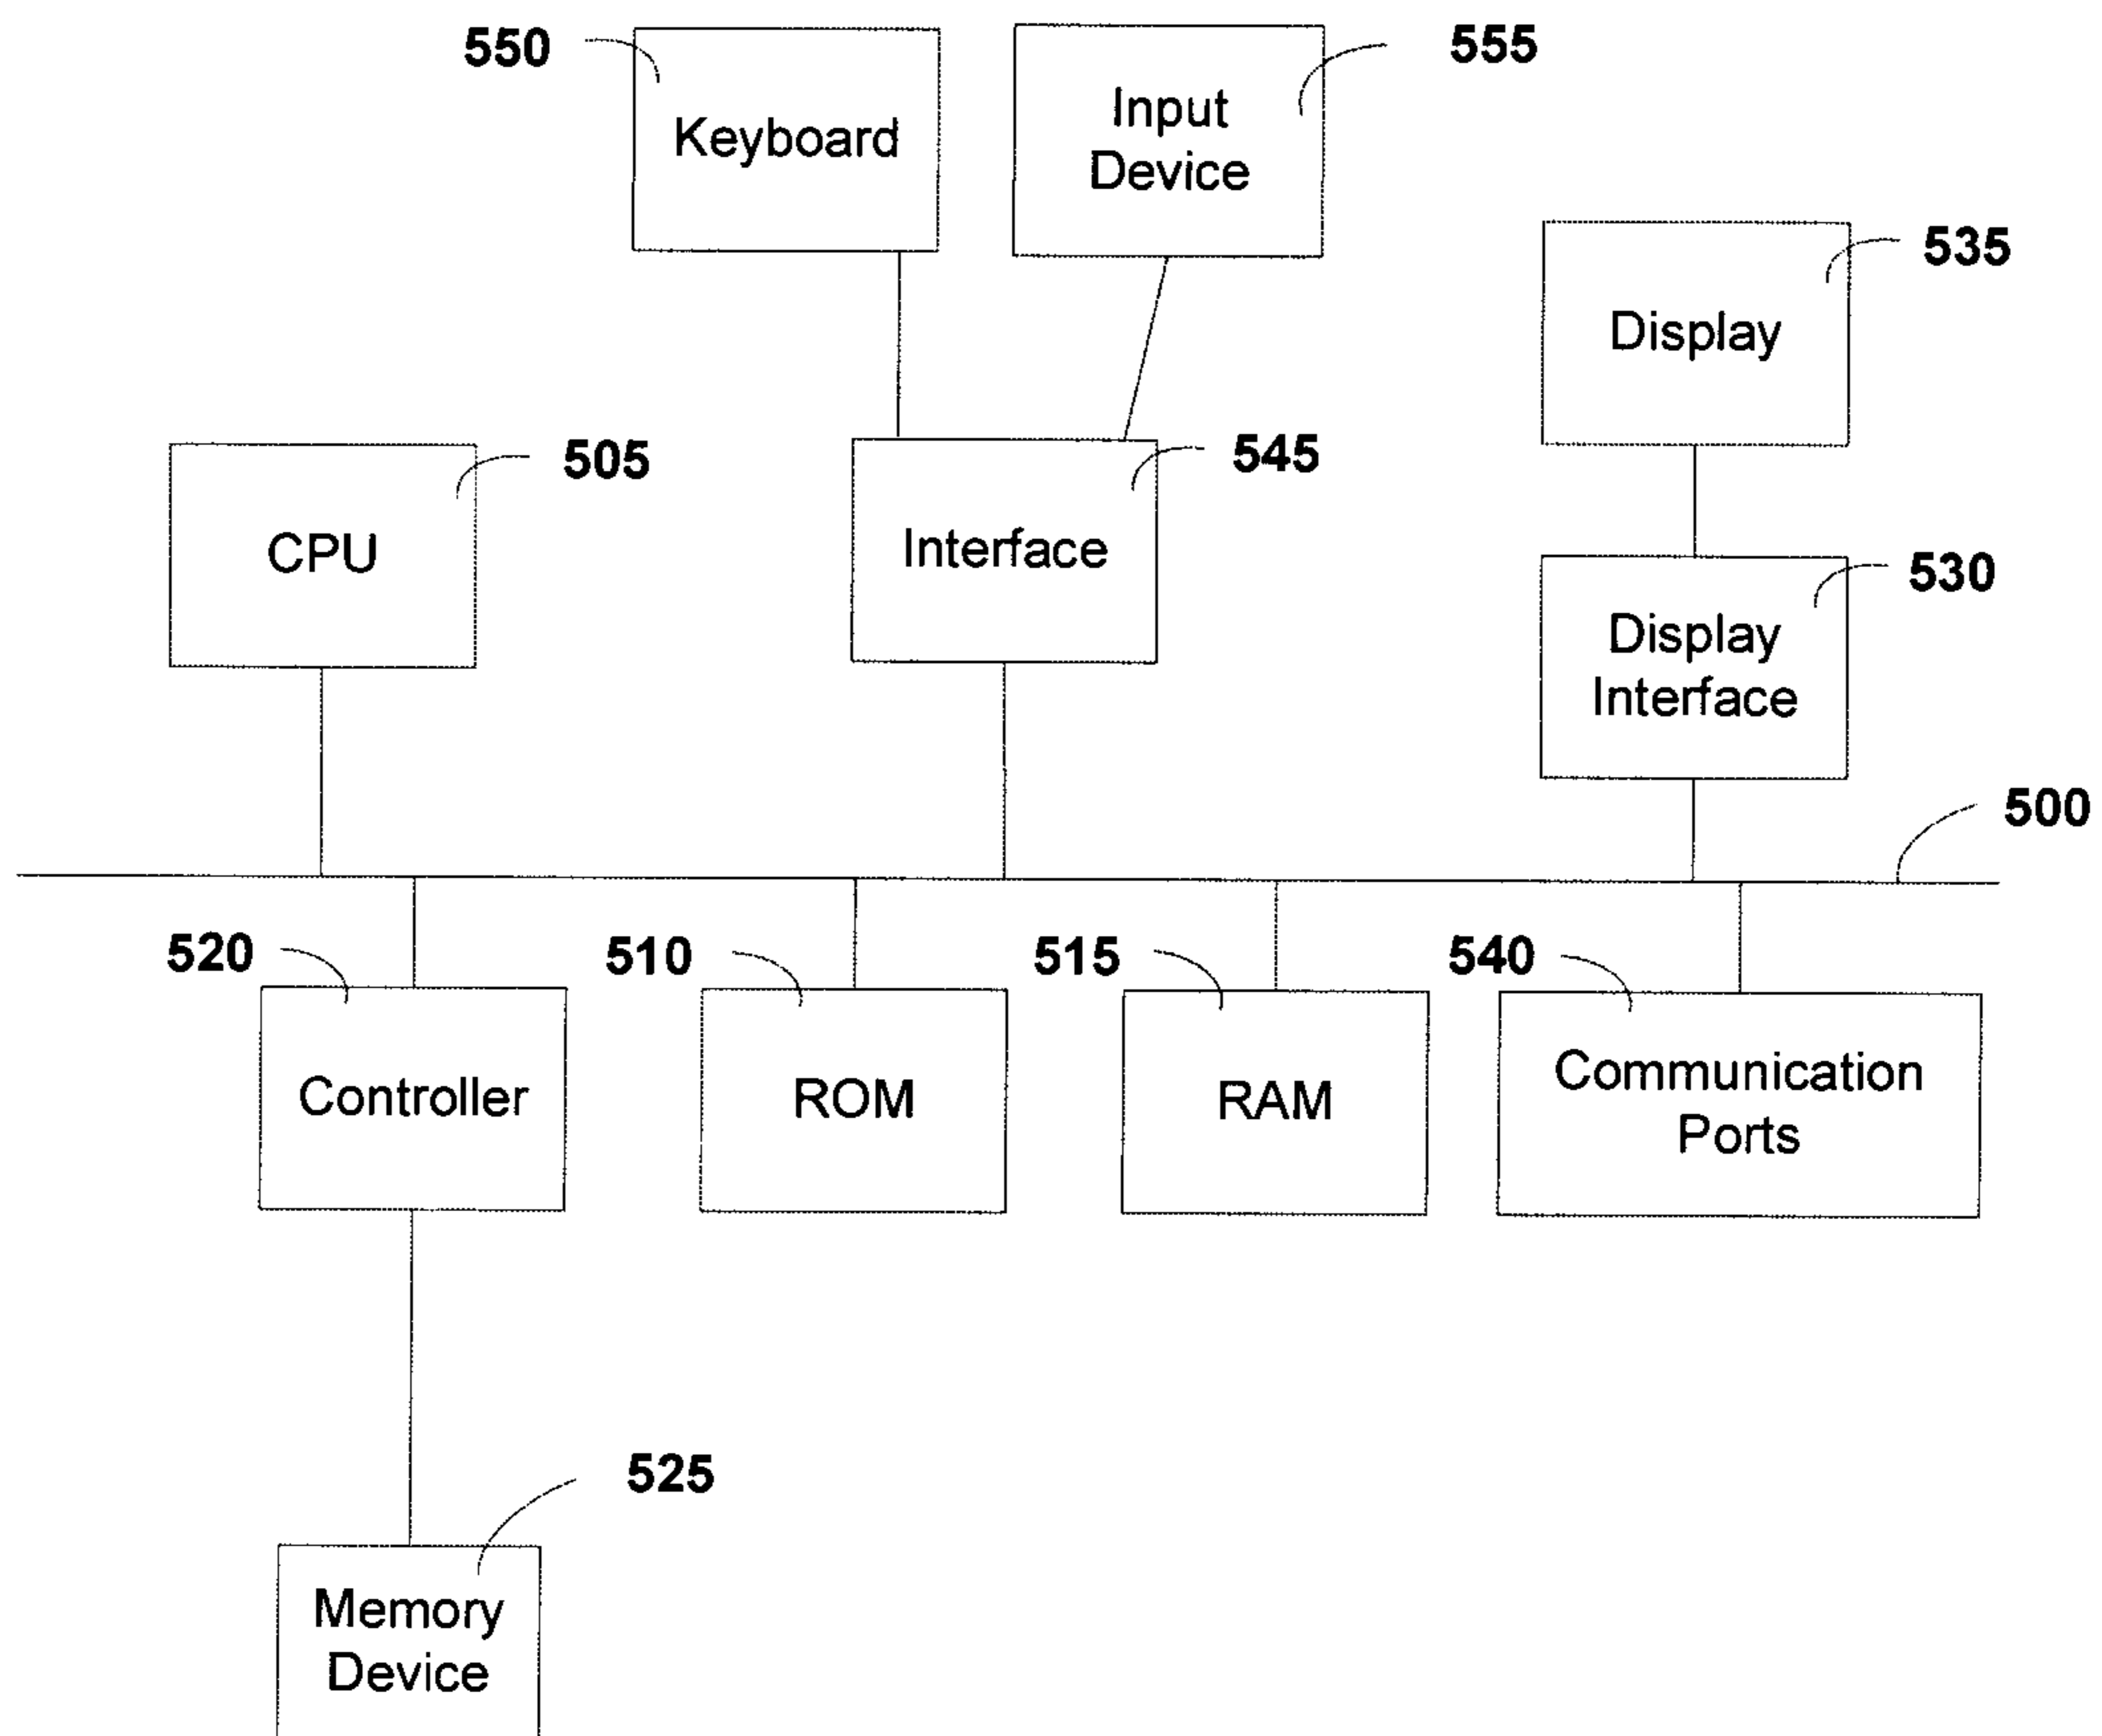 550
Keyboard
Input
Device
555
Display
535
CPU
505
Interface
545
Display
Interface
530
500
520
Controller
510
ROM
515
RAM
540
Communication
Ports
525
Memory
Device